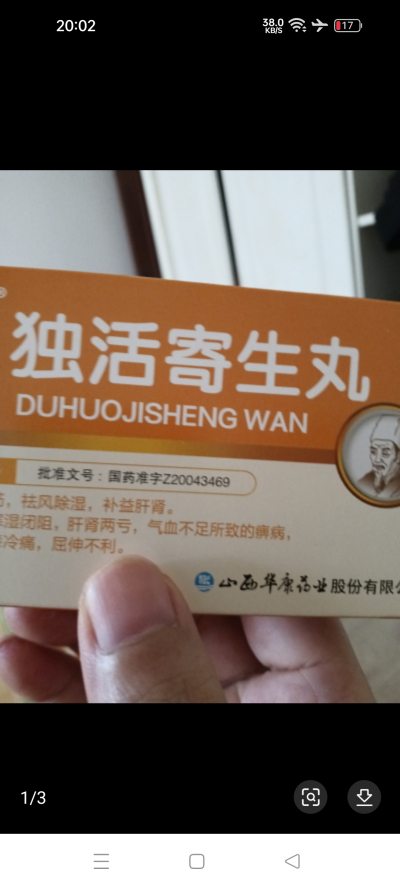 20:02
38.0
KB/S
17
®
独活寄生丸
DUHUOJISHENG WAN
批准文号：国药准字Z20043469
，祛风除湿，补益肝肾。
湿闭阻，肝肾两亏，气血不足所致的痹病，
冷痛，屈伸不利。
山西华康药业股份有限
1/3